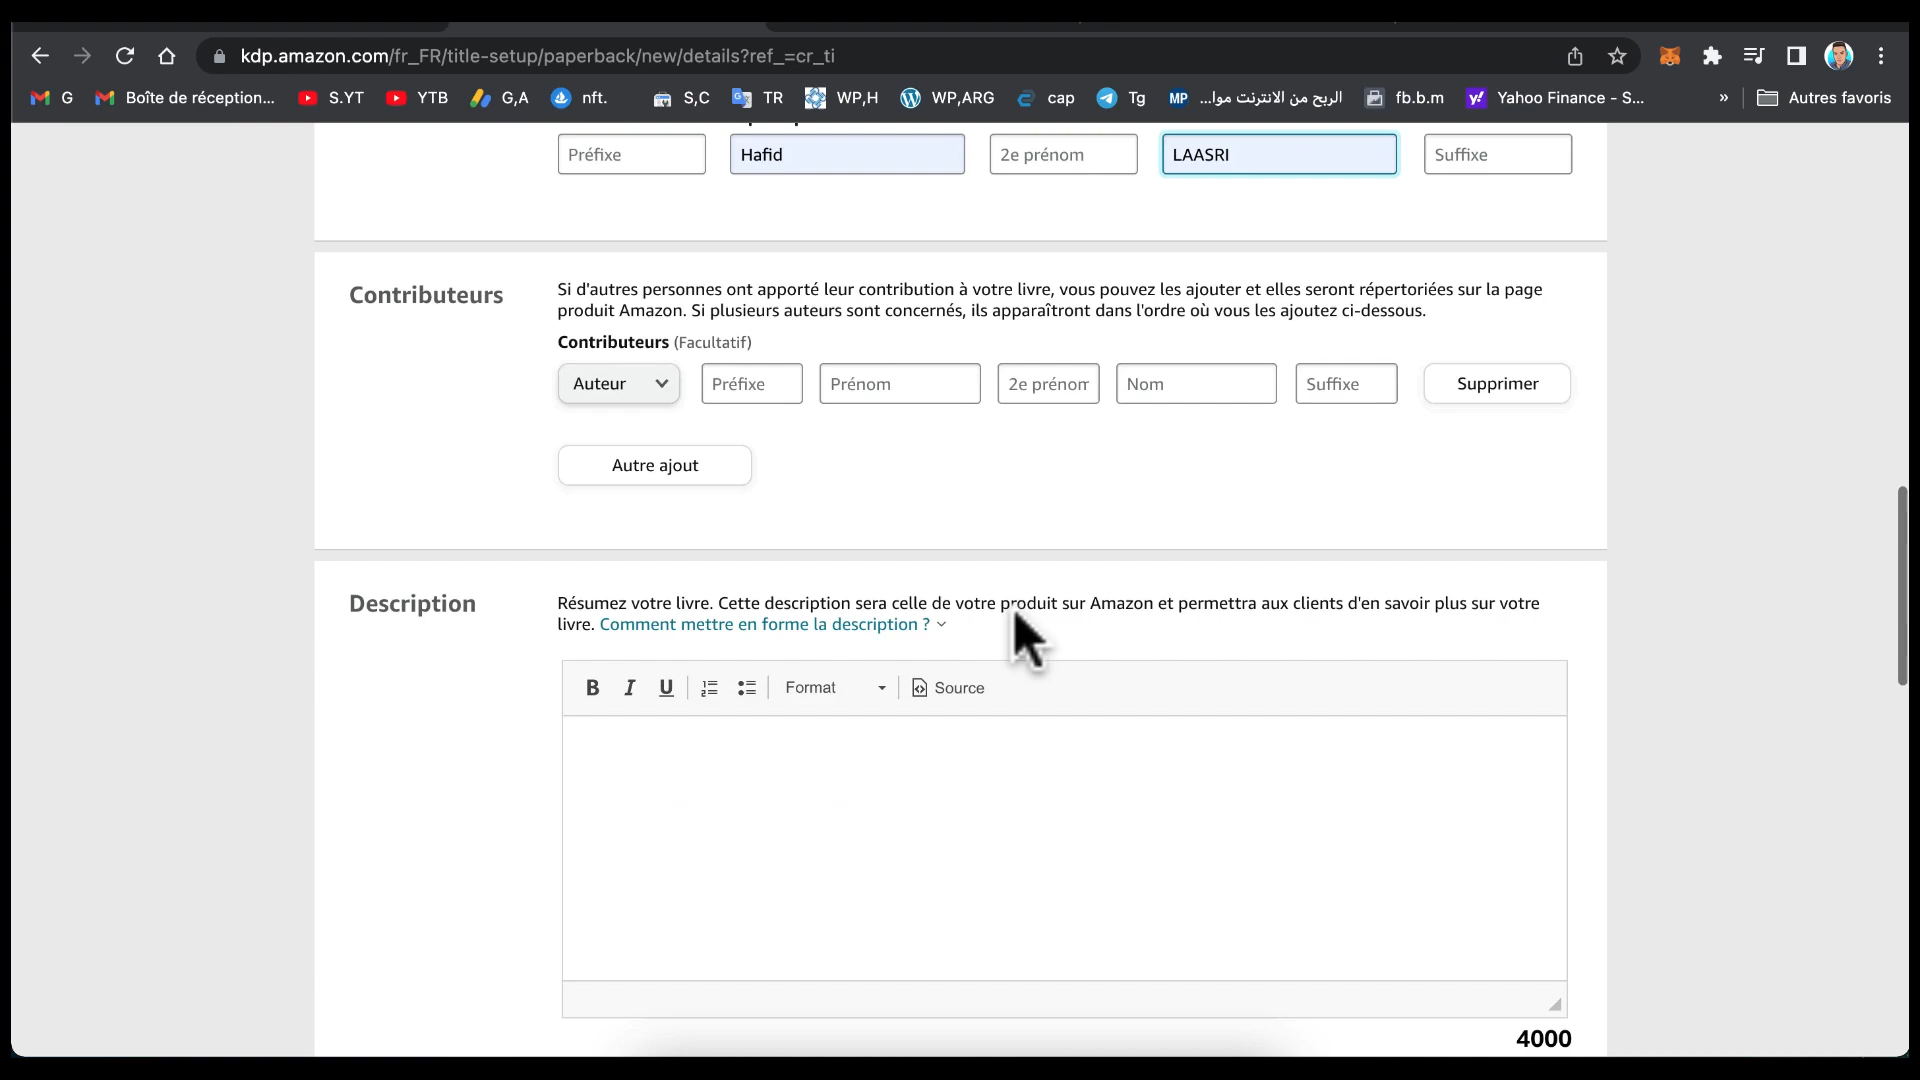 kdp.amazon.com/fr_FR/title-setup/paperback/new/details?ref_=cr_ti
G Boîte de réception... S.YT YTB G,A nft. S,C TR WP,H WP,ARG cap Tg MP الربح من الانترنت موا... fb.b.m Yahoo Finance - S... » Autres favoris
Préfixe Hafid 2e prénom LAASRI Suffixe
Contributeurs
Si d'autres personnes ont apporté leur contribution à votre livre, vous pouvez les ajouter et elles seront répertoriées sur la page
produit Amazon. Si plusieurs auteurs sont concernés, ils apparaîtront dans l'ordre où vous les ajoutez ci-dessous.
Contributeurs (Facultatif)
Auteur Préfixe Prénom 2e prénom Nom Suffixe Supprimer
Autre ajout
Description
Résumez votre livre. Cette description sera celle de votre produit sur Amazon et permettra aux clients d'en savoir plus sur votre
livre. Comment mettre en forme la description ?
B I U Format Source
4000